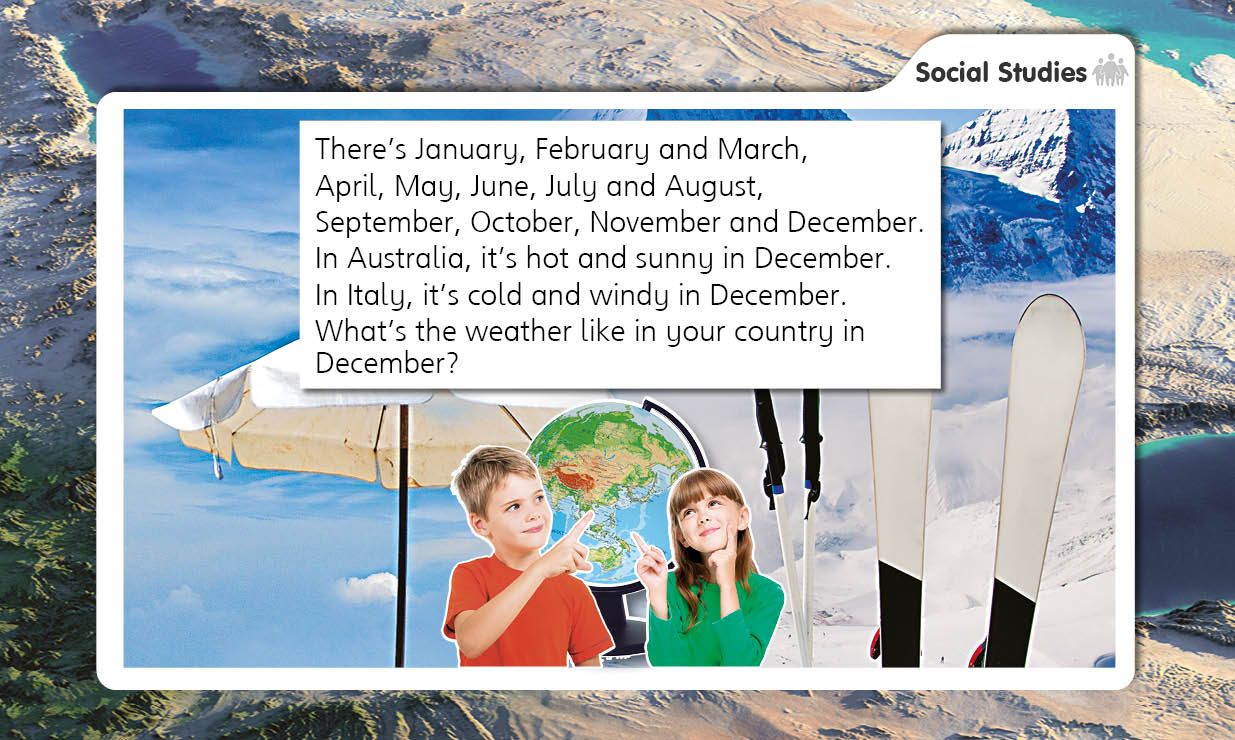 Social Studies
There's January, February and March,
April, May, June, July and August,
September, October, November and December.
In Australia, it's hot and sunny in December.
In Italy, it's cold and windy in December.
What's the weather like in your country in
December?